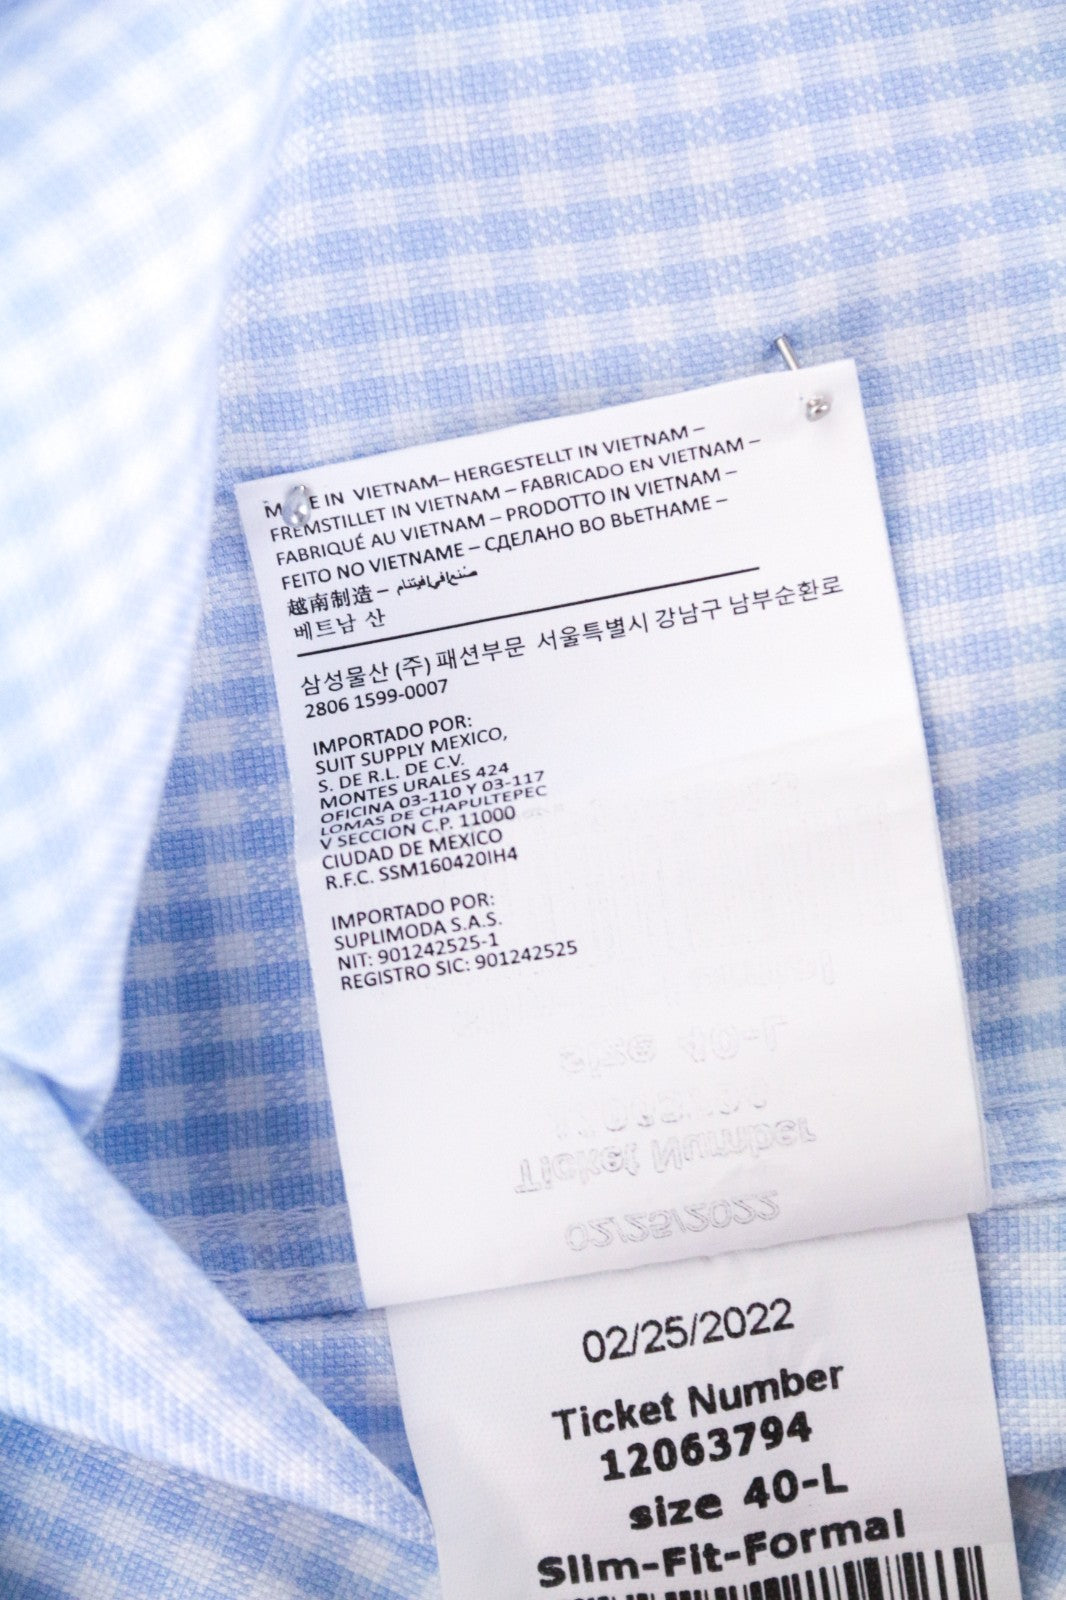 M E IN VIETNAM– HERGESTELLT IN VIETNAM –
FREMSTILLET IN VIETNAM – FABRICADO EN VIETNAM –
FABRIQUÉ AU VIETNAM – PRODOTTO IN VIETNAM –
FEITO NO VIETNAME – СДЕЛАНО ВО ВЬЕТНАМЕ –
越南制造 – صنع في فيتنام
베트남 산
삼성물산 (주) 패션부문 서울특별시 강남구 남부순환로
2806 1599-0007
IMPORTADO POR:
SUIT SUPPLY MEXICO,
S. DE R.L. DE C.V.
MONTES URALES 424
OFICINA 03-110 Y 03-117
LOMAS DE CHAPULTEPEC
V SECCION C.P. 11000
CIUDAD DE MEXICO
R.F.C. SSM160420IH4
IMPORTADO POR:
SUPLIMODA S.A.S.
NIT: 901242525-1
REGISTRO SIC: 901242525
02/25/2022
Ticket Number
12063794
size 40-L
Slim-Fit-Formal